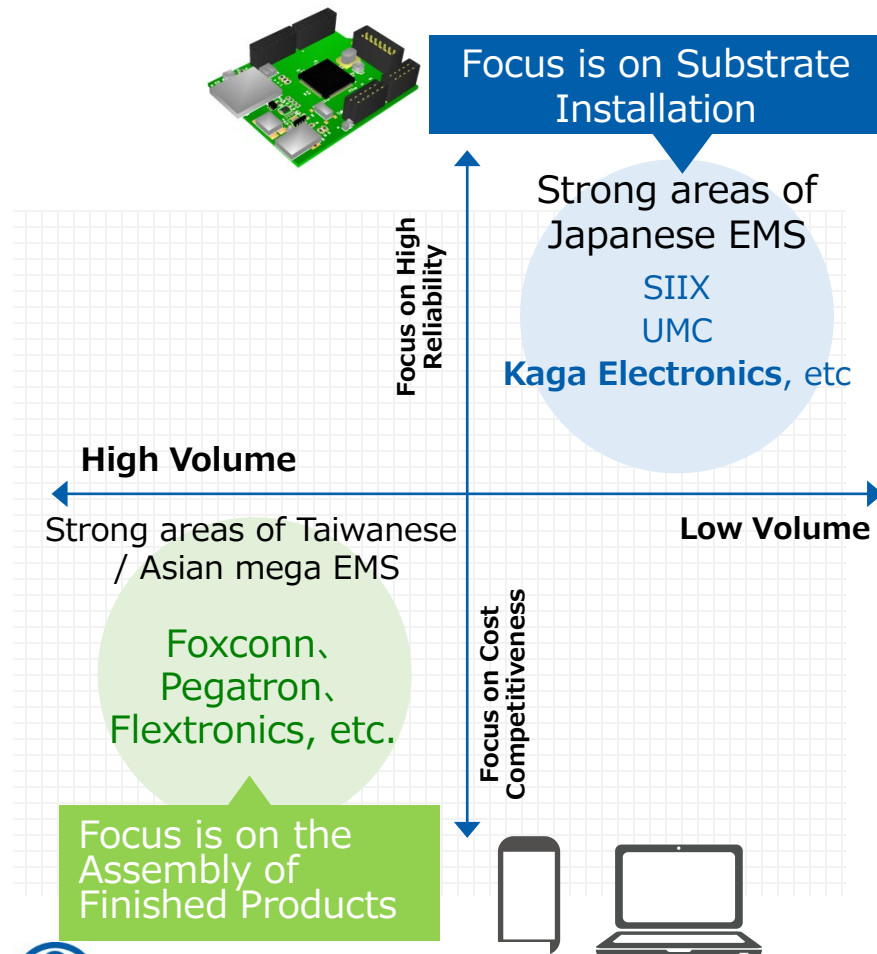 Focus is on Substrate
Installation
Strong areas of
Japanese EMS
SIIX
UMC
Kaga Electronics, etc
Focus on High
Reliability
High Volume
Low Volume
Strong areas of Taiwanese
/ Asian mega EMS
Foxconn、
Pegatron、
Flextronics, etc.
Focus on Cost
Competitiveness
Focus is on the
Assembly of
Finished Products